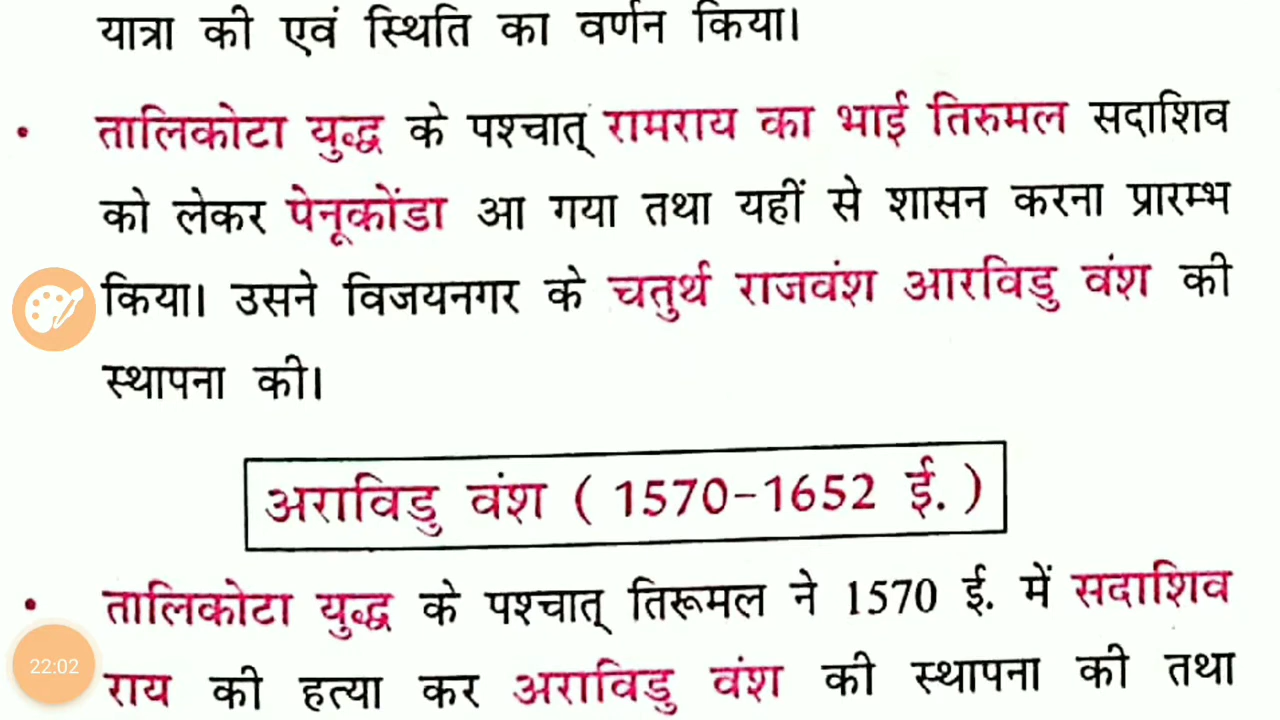 यात्रा की एवं स्थिति का वर्णन किया।
• तालिकोटा युद्ध के पश्चात् रामराय का भाई तिरुमल सदाशिव
को लेकर पेनूकोंडा आ गया तथा यहीं से शासन करना प्रारम्भ
किया। उसने विजयनगर के चतुर्थ राजवंश आरविडु वंश की
स्थापना की।
अराविडु वंश ( 1570-1652 ई. )
• तालिकोटा युद्ध के पश्चात् तिरूमल ने 1570 ई. में सदाशिव
राय की हत्या कर अराविडु वंश की स्थापना की तथा
22:02